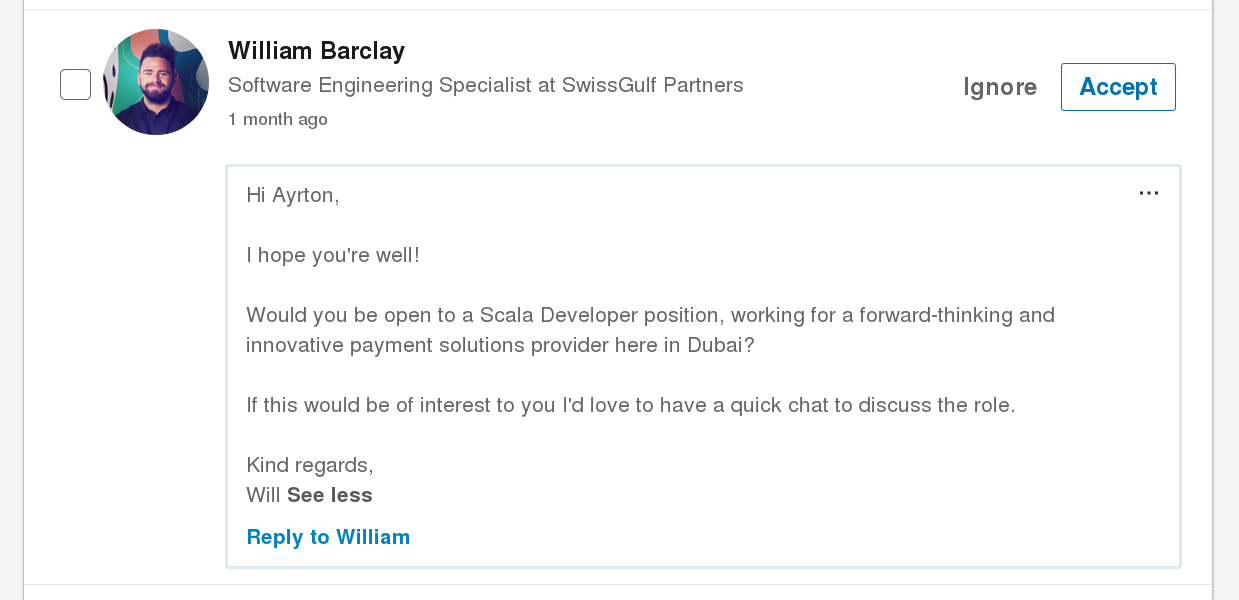 William Barclay
Software Engineering Specialist at SwissGulf Partners
1 month ago
Ignore
Accept
Hi Ayrton,
I hope you're well!
Would you be open to a Scala Developer position, working for a forward-thinking and
innovative payment solutions provider here in Dubai?
If this would be of interest to you I'd love to have a quick chat to discuss the role.
Kind regards,
Will See less
Reply to William